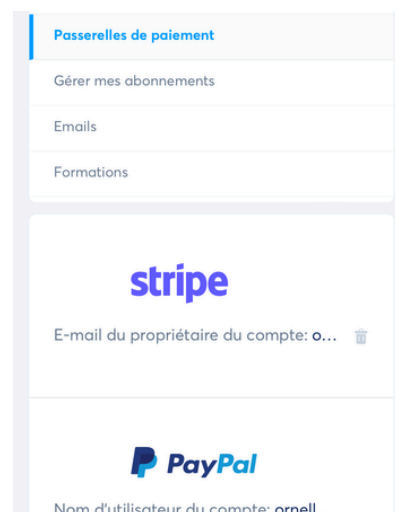 Passerelles de paiement
Gérer mes abonnements
Emails
Formations
stripe
E-mail du propriétaire du compte: o...
PayPal
Nom d'utilisateur du compte: ornell